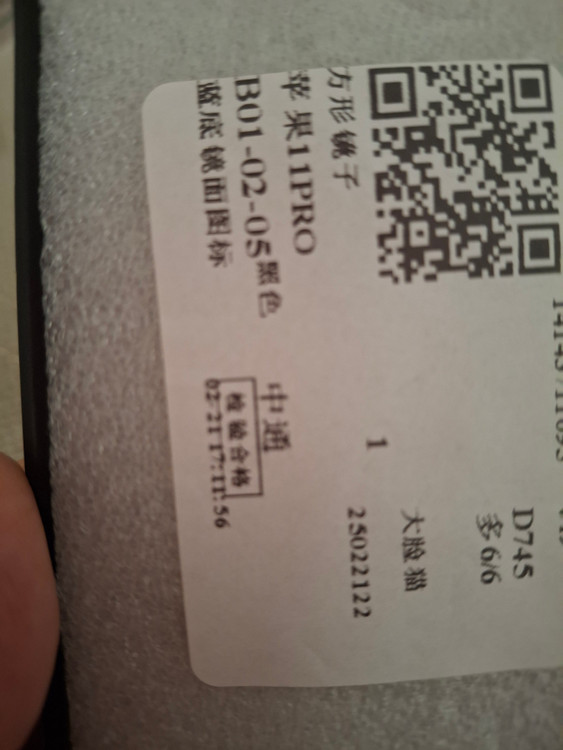 D745
多6/6
大脸猫
25022122
1
方形镜子
苹果11PRO
B01-02-05黑色
蓝底镜面图标
中通
检验合格
02-21 17:11:56